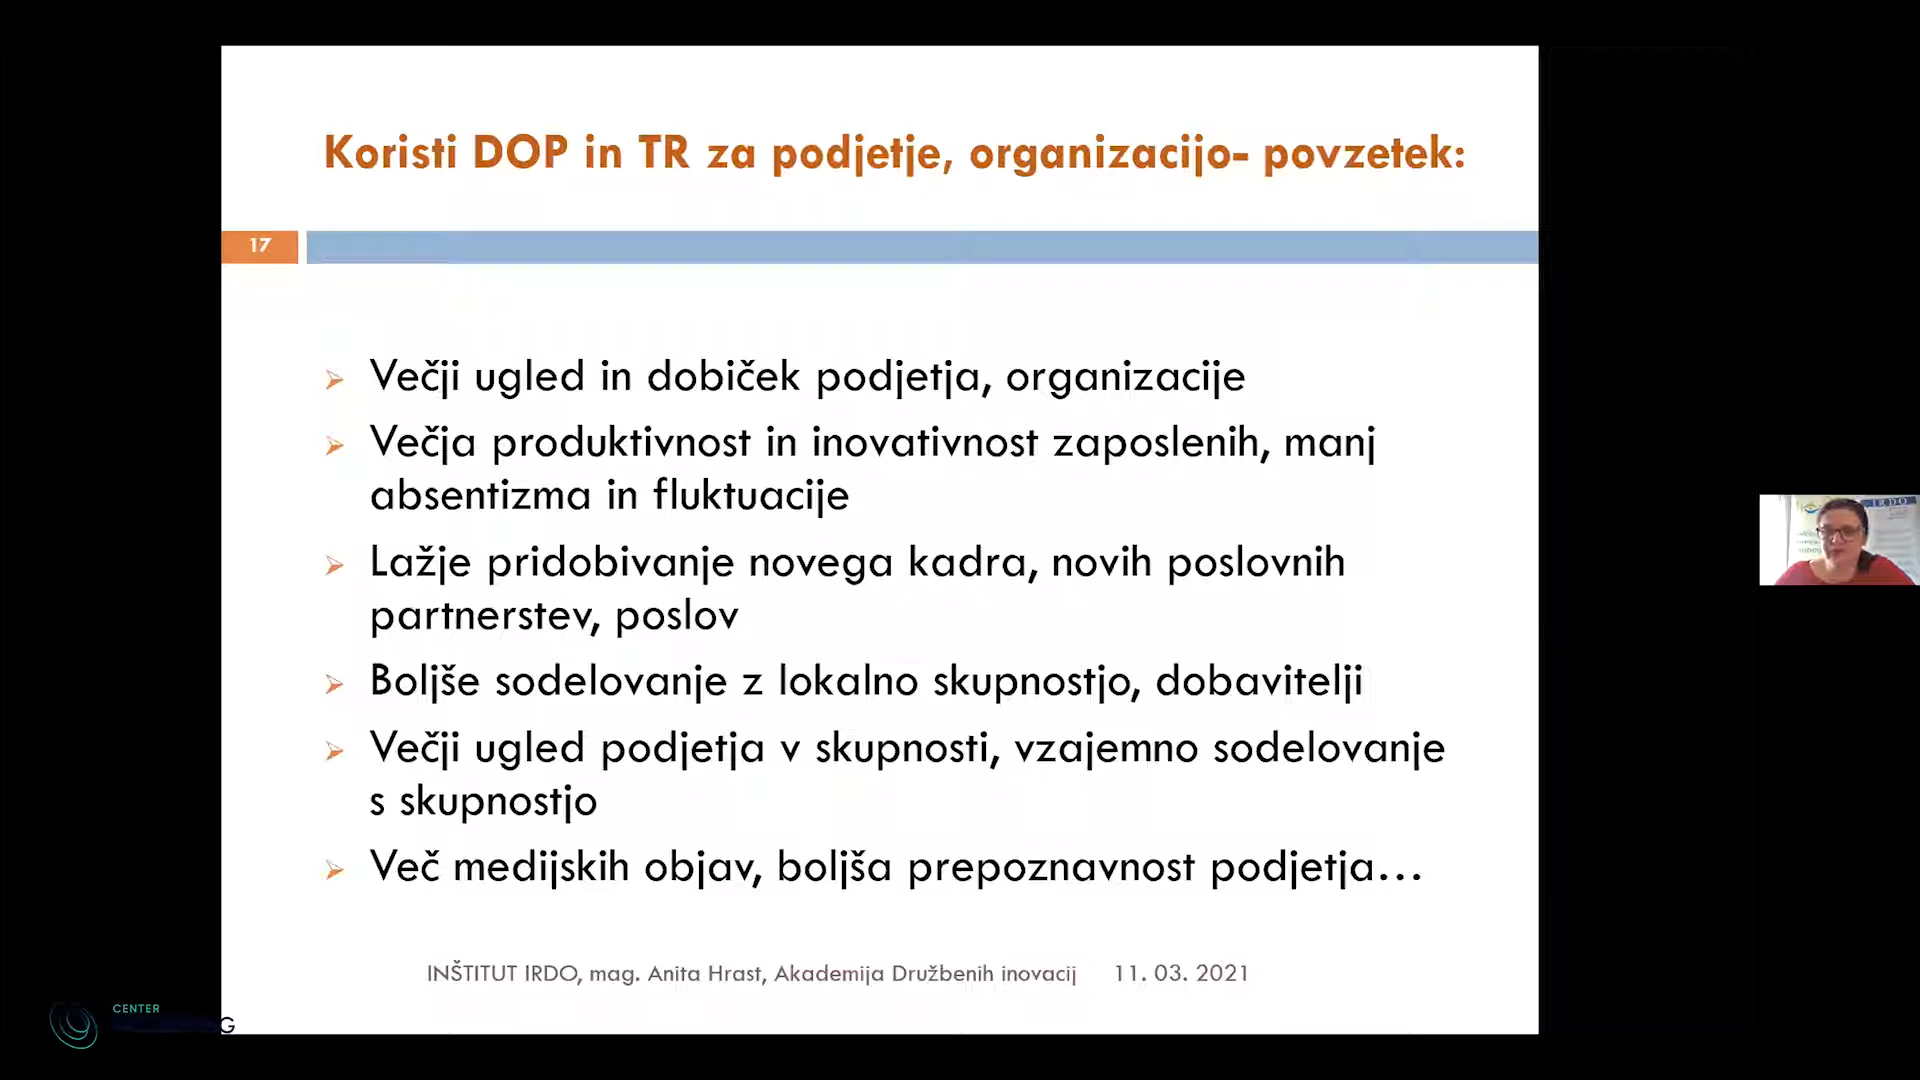 Koristi DOP in TR za podjetje, organizacijo- povzetek:
17
Večji ugled in dobiček podjetja, organizacije
Večja produktivnost in inovativnost zaposlenih, manj
absentizma in fluktuacije
Lažje pridobivanje novega kadra, novih poslovnih
partnerstev, poslov
Boljše sodelovanje z lokalno skupnostjo, dobavitelji
Večji ugled podjetja v skupnosti, vzajemno sodelovanje
s skupnostjo
Več medijskih objav, boljša prepoznavnost podjetja...
INŠTITUT IRDO, mag. Anita Hrast, Akademija Družbenih inovacij 11. 03. 2021
CENTER
IRDO